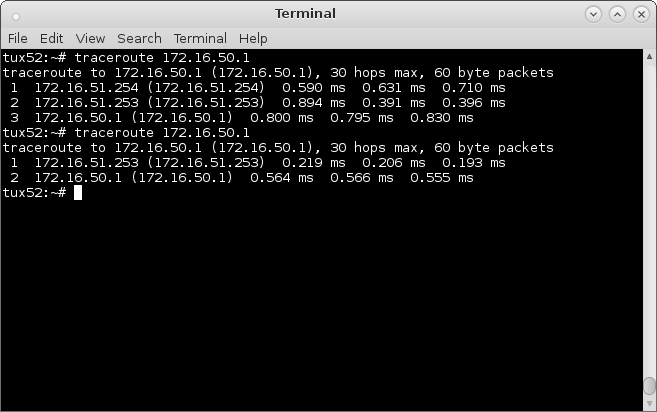 Terminal
File Edit View Search Terminal Help
tux52:~# traceroute 172.16.50.1
traceroute to 172.16.50.1 (172.16.50.1), 30 hops max, 60 byte packets
 1  172.16.51.254 (172.16.51.254)  0.590 ms  0.631 ms  0.710 ms
 2  172.16.51.253 (172.16.51.253)  0.894 ms  0.391 ms  0.396 ms
 3  172.16.50.1 (172.16.50.1)  0.800 ms  0.795 ms  0.830 ms
tux52:~# traceroute 172.16.50.1
traceroute to 172.16.50.1 (172.16.50.1), 30 hops max, 60 byte packets
 1  172.16.51.253 (172.16.51.253)  0.219 ms  0.206 ms  0.193 ms
 2  172.16.50.1 (172.16.50.1)  0.564 ms  0.566 ms  0.555 ms
tux52:~#